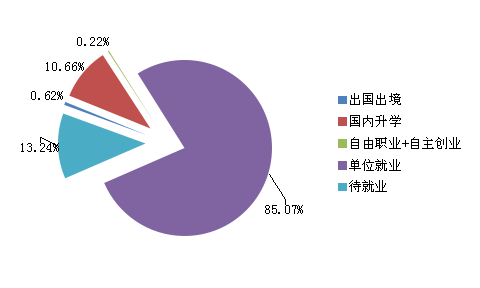 0.22%
10.66%
0.62%
13.24%
85.07%
出国出境
国内升学
自由职业+自主创业
单位就业
待就业